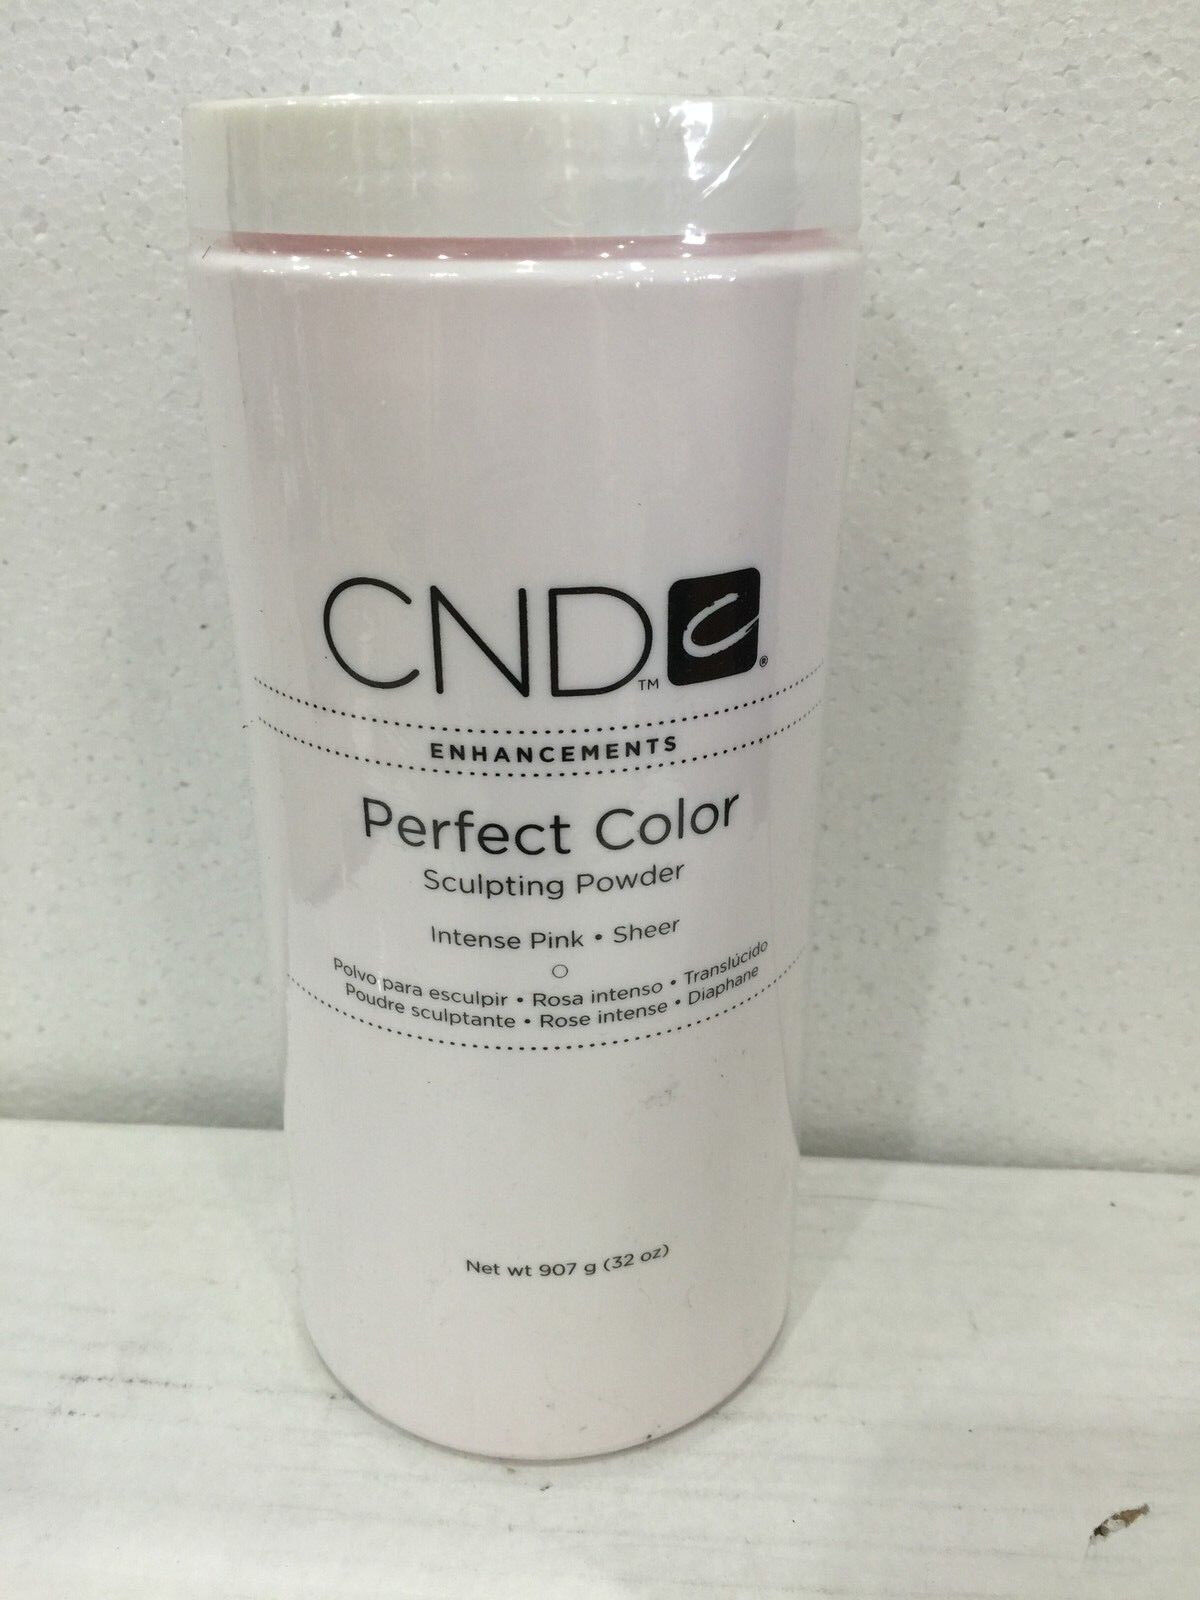 CND™ c®
ENHANCEMENTS
Perfect Color
Sculpting Powder
Intense Pink • Sheer
Polvo para esculpir • Rosa intenso • Translúcido
Poudre sculptante • Rose intense • Diaphane
Net wt 907 g (32 oz)